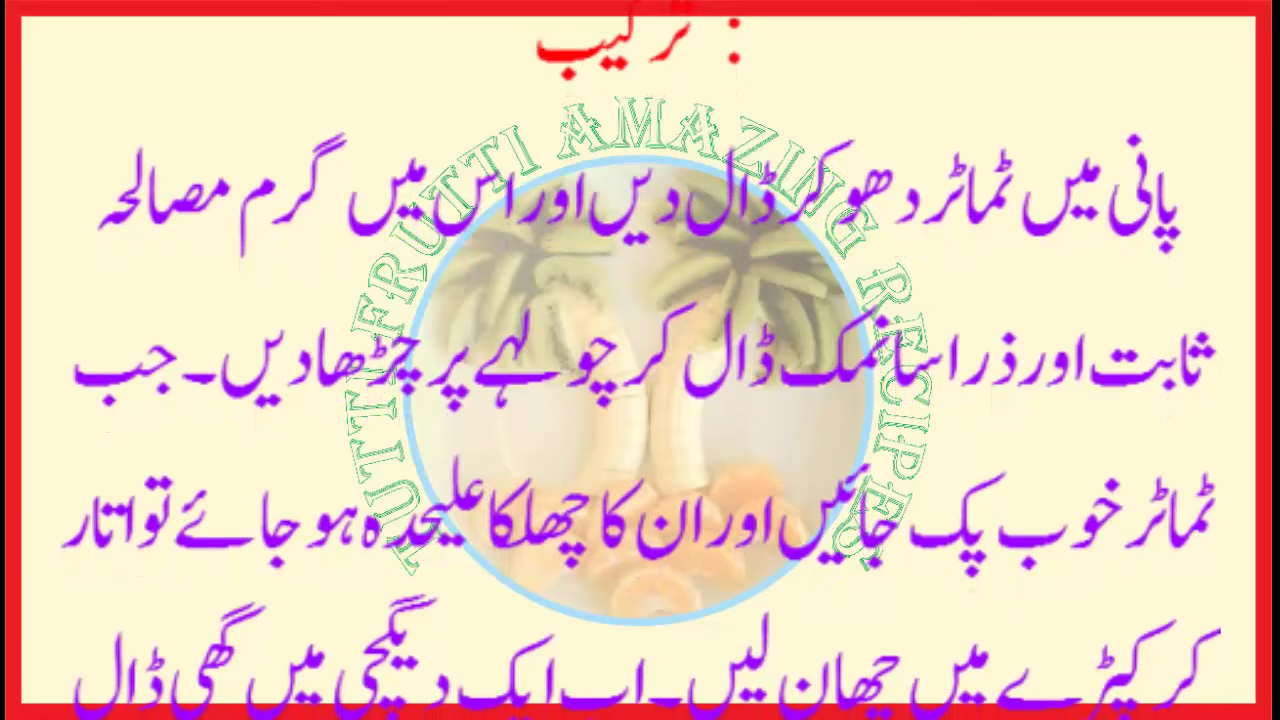 ترکیب :
TUTTI FRUTTI AMAZING RECIPES
پانی میں ٹماٹر دھو کر ڈال دیں اور اس میں گرم مصالحہ
ثابت اور ذرا سا نمک ڈال کر چولہے پر چڑھا دیں۔ جب
ٹماٹر خوب پک جائیں اور ان کا چھلکا علیحدہ ہو جائے تو اتار
کر کپڑے میں چھان لیں۔ اب ایک دیگچی میں گھی ڈال